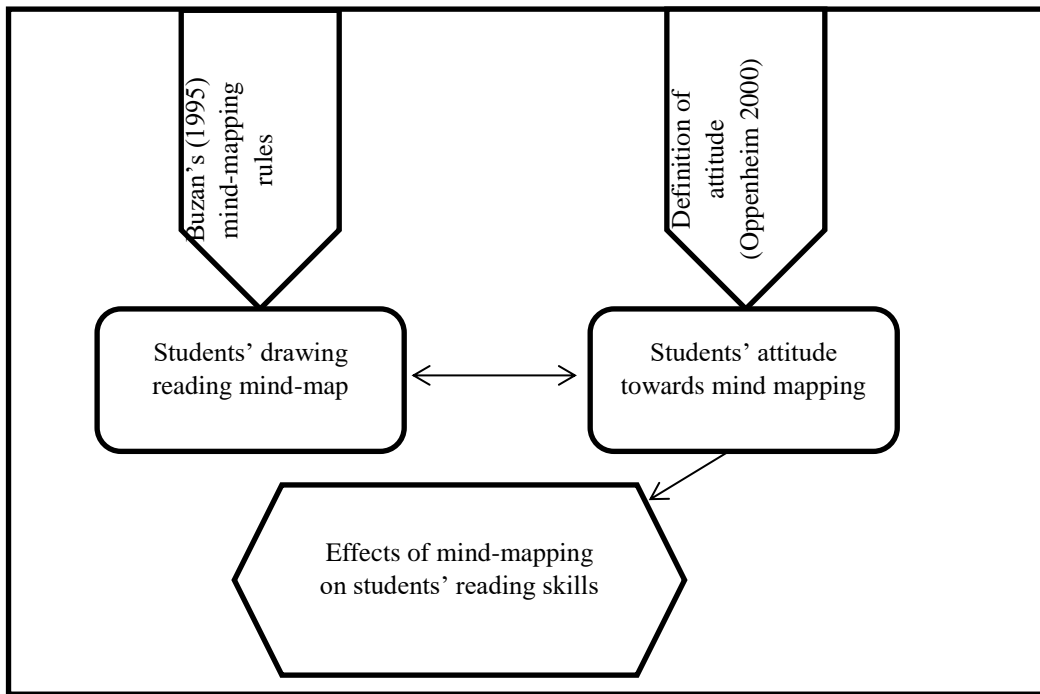 Buzan’s (1995)
mind-mapping
rules
Definition of
attitude
(Oppenheim 2000)
Students’ drawing
reading mind-map
Students’ attitude
towards mind mapping
Effects of mind-mapping
on students’ reading skills